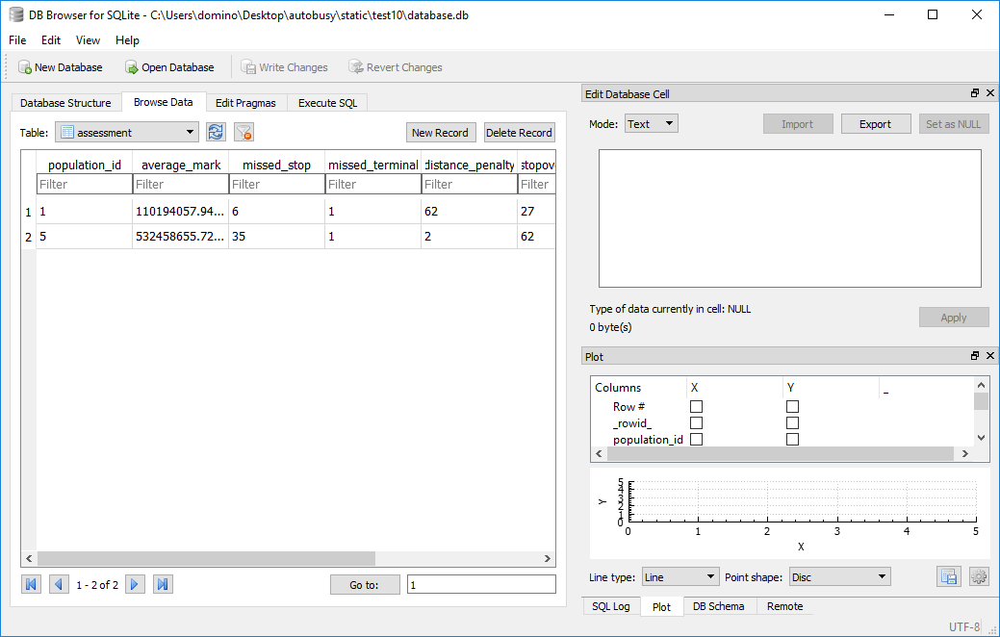 DB Browser for SQLite - C:\Users\domino\Desktop\autobusy\static\test10\database.db
File Edit View Help
New Database Open Database Write Changes Revert Changes
Database Structure Browse Data Edit Pragmas Execute SQL
Table: assessment New Record Delete Record
population_id average_mark missed_stop missed_terminal distance_penalty stopov
Filter Filter Filter Filter Filter Filter
1 1 110194057.94... 6 1 62 27
2 5 532458655.72... 35 1 2 62
1 - 2 of 2 Go to: 1
Edit Database Cell
Mode: Text Import Export Set as NULL
Type of data currently in cell: NULL
0 byte(s)
Apply
Plot
Columns X Y _
Row #
_rowid_
population_id
5
4
3
2
1
0
Y
0 1 2 3 4 5
X
Line type: Line Point shape: Disc
SQL Log Plot DB Schema Remote
UTF-8